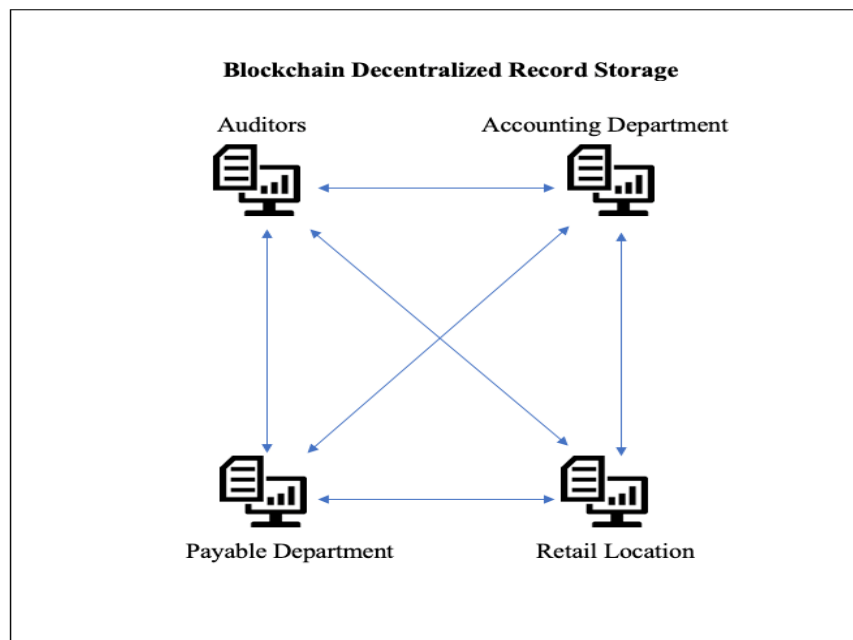 Blockchain Decentralized Record Storage
Auditors
Accounting Department
Payable Department
Retail Location